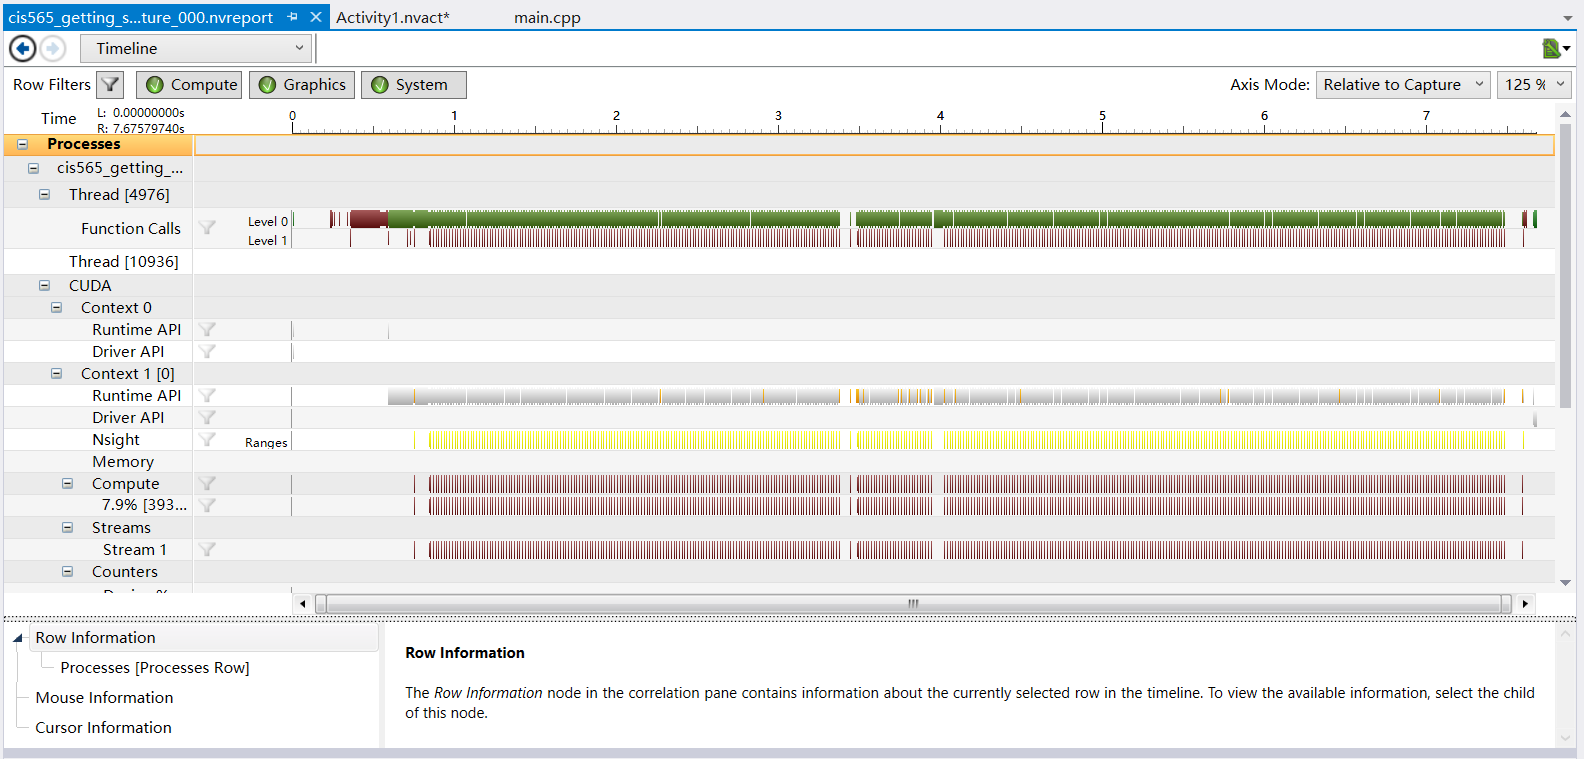 cis565_getting_s...ture_000.nvreport Activity1.nvact* main.cpp
Timeline
Row Filters Compute Graphics System Axis Mode: Relative to Capture 125 %
Time L: 0.00000000s
R: 7.67579740s
0 1 2 3 4 5 6 7
Processes
cis565_getting_...
Thread [4976]
Function Calls Level 0
Level 1
Thread [10936]
CUDA
Context 0
Runtime API
Driver API
Context 1 [0]
Runtime API
Driver API
Nsight Ranges
Memory
Compute
7.9% [393...
Streams
Stream 1
Counters
Row Information
Processes [Processes Row]
Mouse Information
Cursor Information
Row Information
The Row Information node in the correlation pane contains information about the currently selected row in the timeline. To view the available information, select the child
of this node.